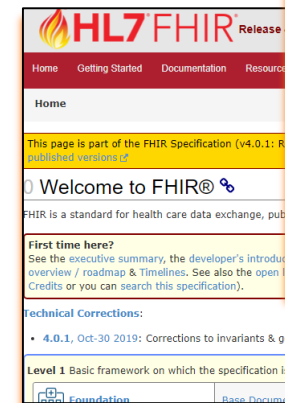 HL7 FHIR® Release
Home Getting Started Documentation Resource
Home
This page is part of the FHIR Specification (v4.0.1: R
published versions
0 Welcome to FHIR®
FHIR is a standard for health care data exchange, pub
First time here?
See the executive summary, the developer's introduc
overview / roadmap & Timelines. See also the open l
Credits or you can search this specification).
Technical Corrections:
• 4.0.1, Oct-30 2019: Corrections to invariants & g
Level 1 Basic framework on which the specification i
Foundation Base Docume